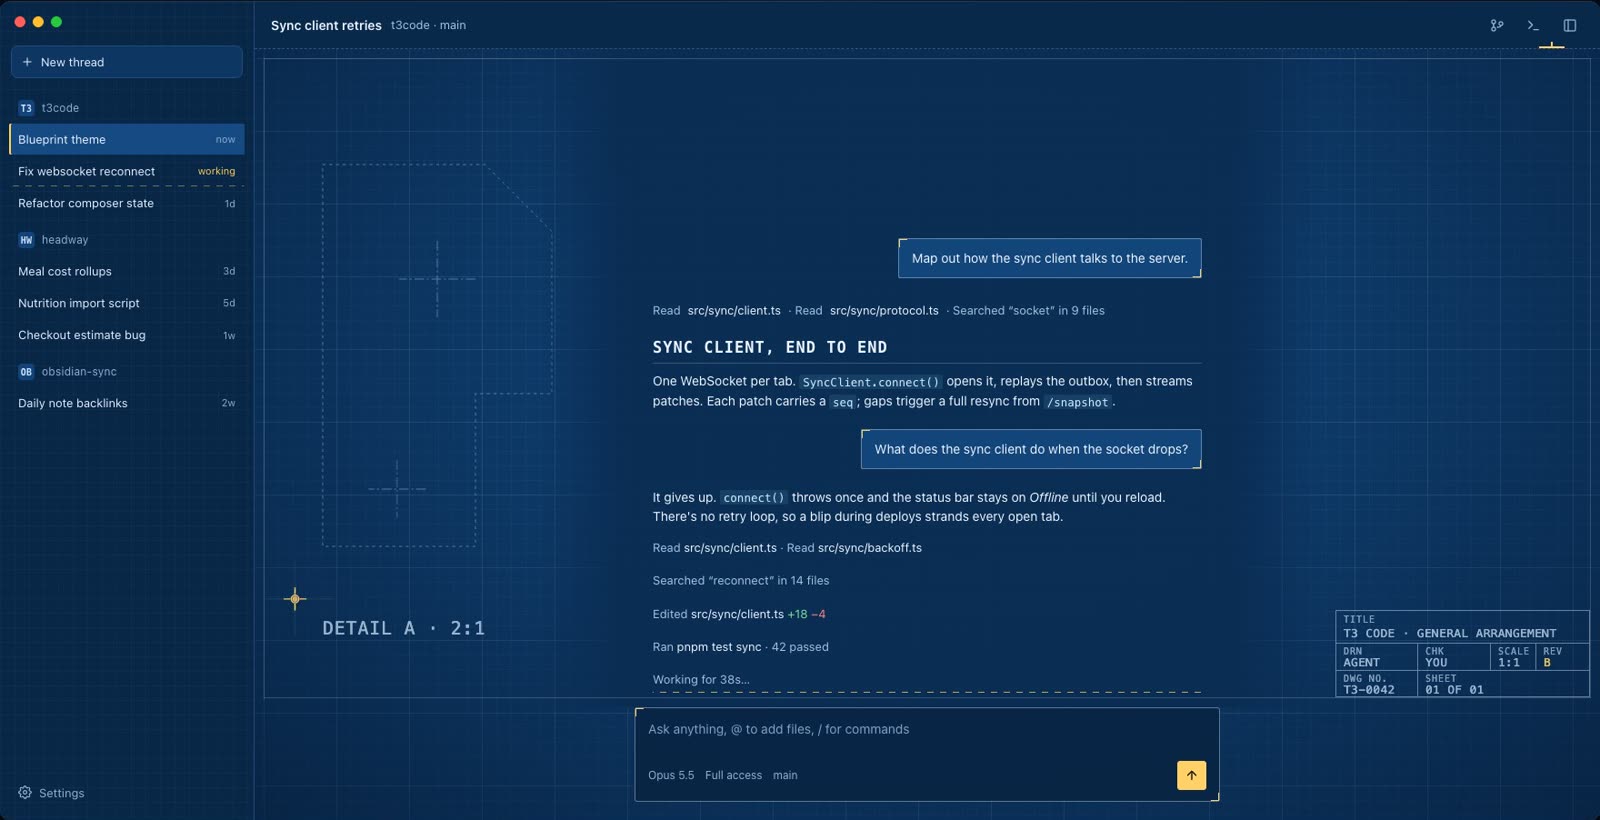 Sync client retries t3code · main
+ New thread
T3 t3code
Blueprint theme now
Fix websocket reconnect working
Refactor composer state 1d
HW headway
Meal cost rollups 3d
Nutrition import script 5d
Checkout estimate bug 1w
OB obsidian-sync
Daily note backlinks 2w
Settings
DETAIL A · 2:1
Map out how the sync client talks to the server.
Read src/sync/client.ts · Read src/sync/protocol.ts · Searched “socket” in 9 files
SYNC CLIENT, END TO END
One WebSocket per tab. SyncClient.connect() opens it, replays the outbox, then streams
patches. Each patch carries a seq; gaps trigger a full resync from /snapshot.
What does the sync client do when the socket drops?
It gives up. connect() throws once and the status bar stays on Offline until you reload.
There's no retry loop, so a blip during deploys strands every open tab.
Read src/sync/client.ts · Read src/sync/backoff.ts
Searched “reconnect” in 14 files
Edited src/sync/client.ts +18 −4
Ran pnpm test sync · 42 passed
Working for 38s...
Ask anything, @ to add files, / for commands
Opus 5.5 Full access main
TITLE
T3 CODE · GENERAL ARRANGEMENT
DRN CHK SCALE REV
AGENT YOU 1:1 B
DWG NO. SHEET
T3-0042 01 OF 01